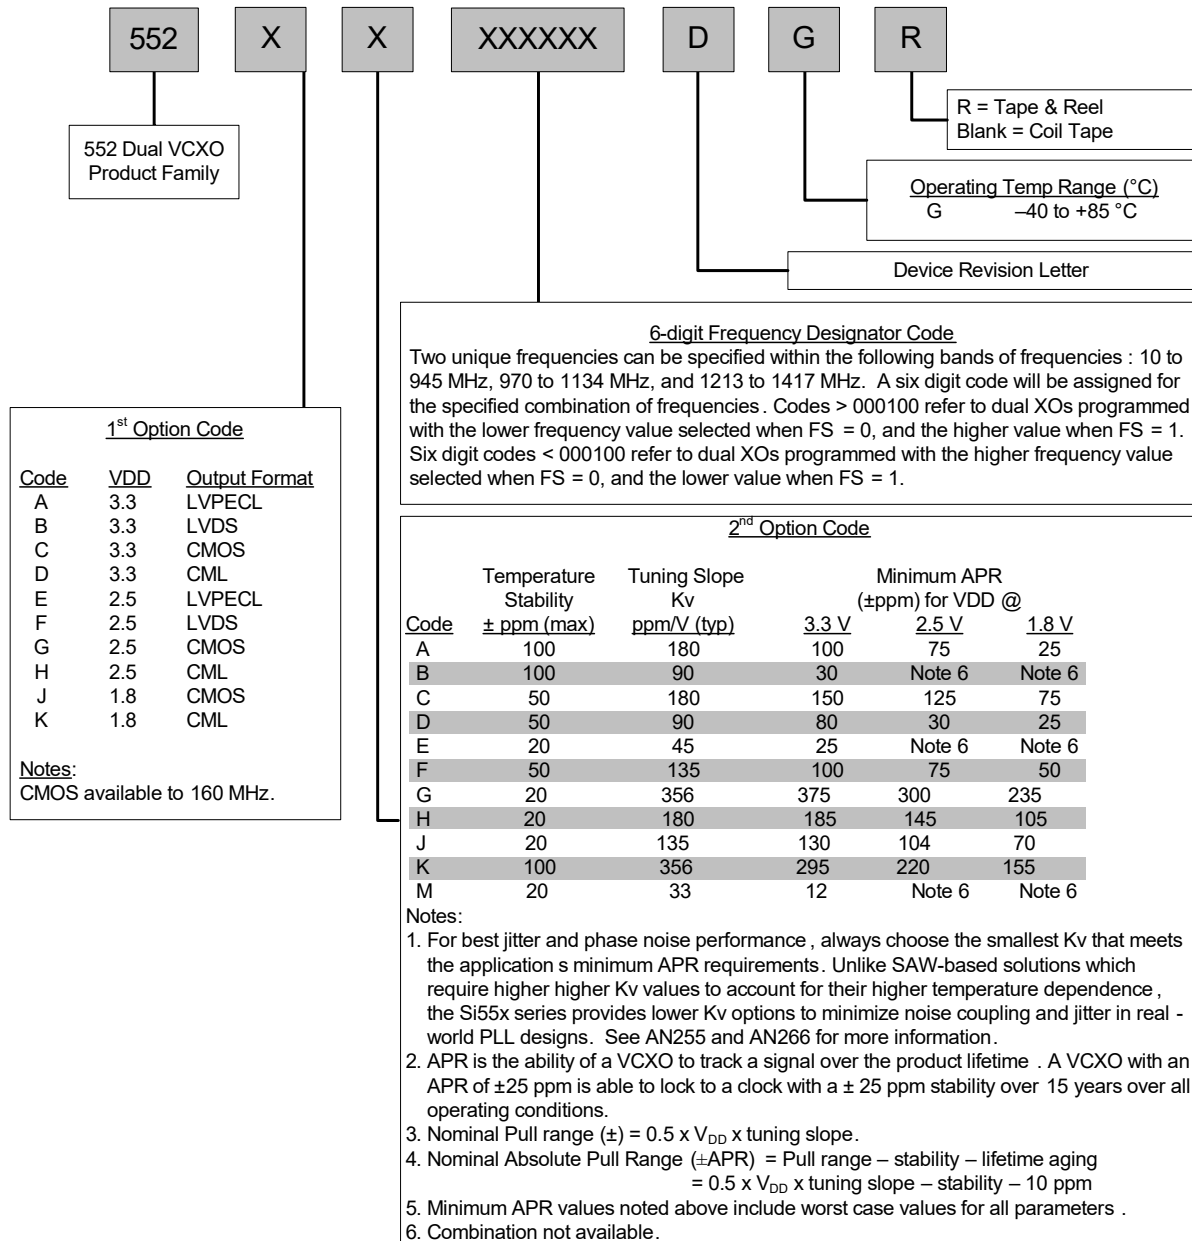 552 X X XXXXXX D G R
R = Tape & Reel
Blank = Coil Tape
552 Dual VCXO
Product Family
Operating Temp Range (°C)
G –40 to +85 °C
Device Revision Letter
6-digit Frequency Designator Code
Two unique frequencies can be specified within the following bands of frequencies : 10 to
945 MHz, 970 to 1134 MHz, and 1213 to 1417 MHz. A six digit code will be assigned for
the specified combination of frequencies. Codes > 000100 refer to dual XOs programmed
with the lower frequency value selected when FS = 0, and the higher value when FS = 1.
Six digit codes < 000100 refer to dual XOs programmed with the higher frequency value
selected when FS = 0, and the lower value when FS = 1.
1st Option Code
Code VDD Output Format
A 3.3 LVPECL
B 3.3 LVDS
C 3.3 CMOS
D 3.3 CML
E 2.5 LVPECL
F 2.5 LVDS
G 2.5 CMOS
H 2.5 CML
J 1.8 CMOS
K 1.8 CML
Notes:
CMOS available to 160 MHz.
2nd Option Code
Temperature Tuning Slope Minimum APR
Stability Kv (±ppm) for VDD @
Code ± ppm (max) ppm/V (typ) 3.3 V 2.5 V 1.8 V
A 100 180 100 75 25
B 100 90 30 Note 6 Note 6
C 50 180 150 125 75
D 50 90 80 30 25
E 20 45 25 Note 6 Note 6
F 50 135 100 75 50
G 20 356 375 300 235
H 20 180 185 145 105
J 20 135 130 104 70
K 100 356 295 220 155
M 20 33 12 Note 6 Note 6
Notes:
1. For best jitter and phase noise performance , always choose the smallest Kv that meets
the application s minimum APR requirements. Unlike SAW-based solutions which
require higher higher Kv values to account for their higher temperature dependence ,
the Si55x series provides lower Kv options to minimize noise coupling and jitter in real -
world PLL designs. See AN255 and AN266 for more information.
2. APR is the ability of a VCXO to track a signal over the product lifetime . A VCXO with an
APR of ±25 ppm is able to lock to a clock with a ± 25 ppm stability over 15 years over all
operating conditions.
3. Nominal Pull range (±) = 0.5 x VDD x tuning slope.
4. Nominal Absolute Pull Range (±APR) = Pull range – stability – lifetime aging
= 0.5 x VDD x tuning slope – stability – 10 ppm
5. Minimum APR values noted above include worst case values for all parameters .
6. Combination not available.